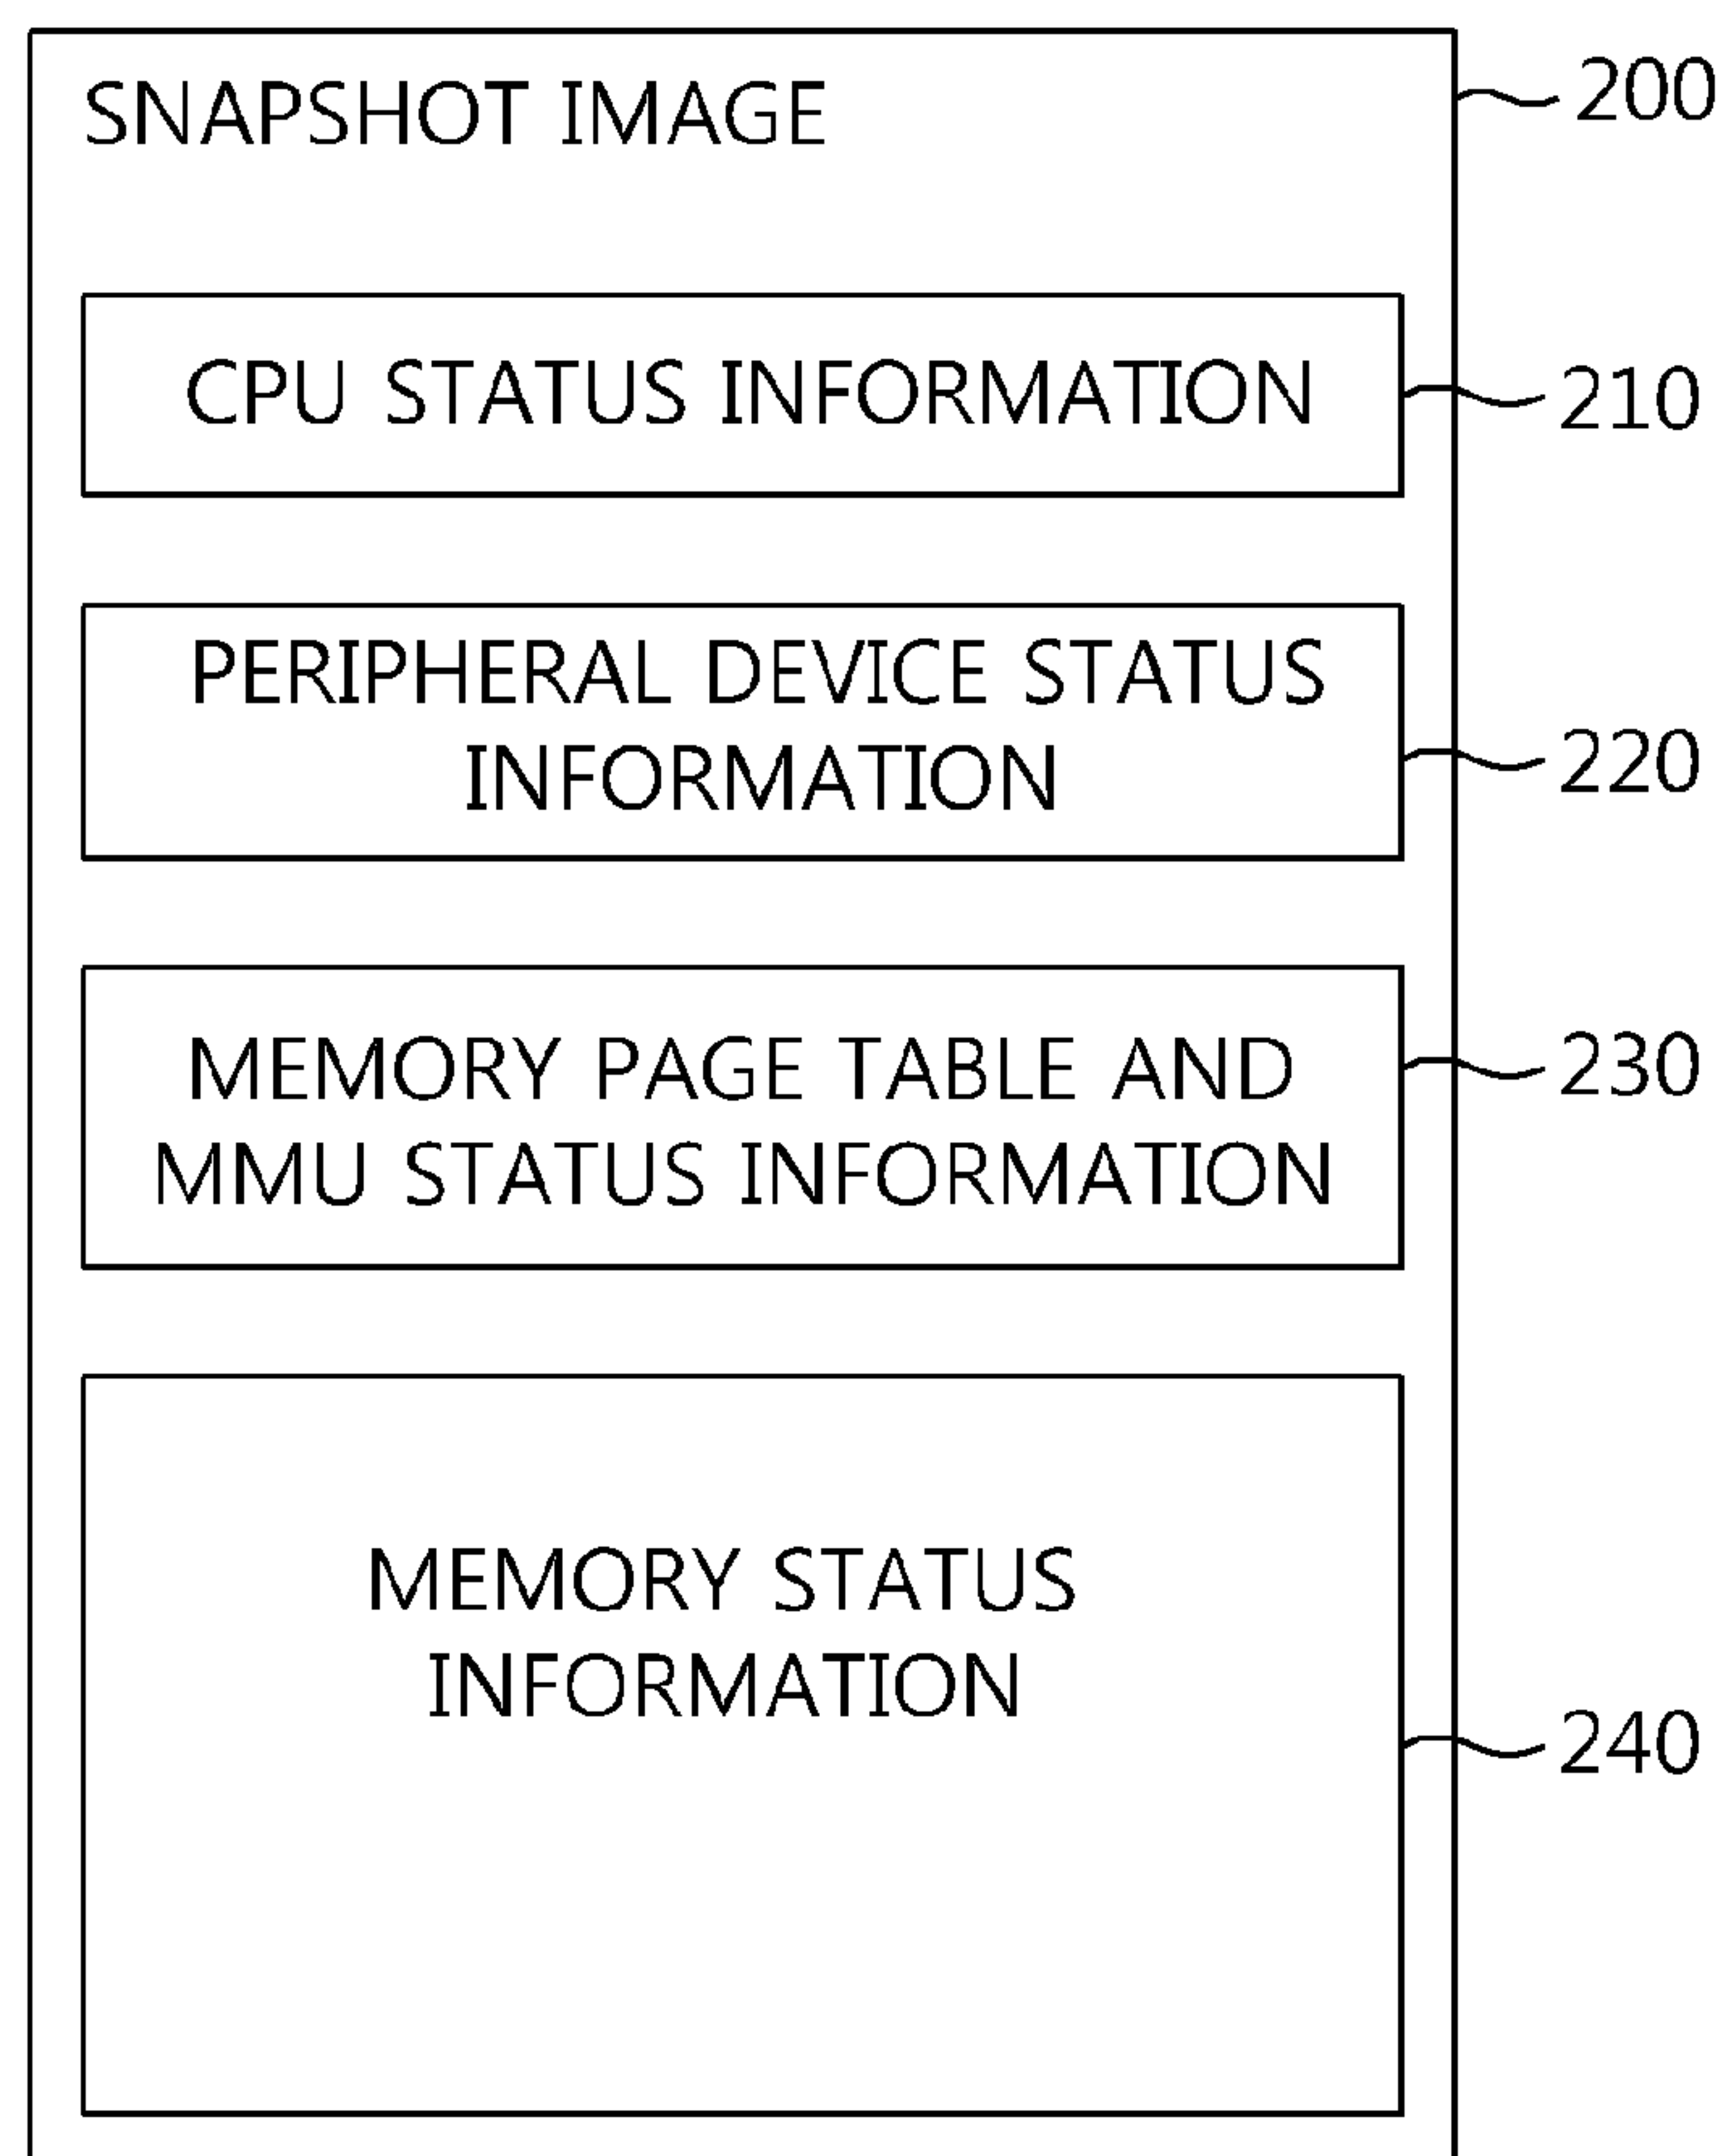 SNAPSHOT IMAGE
200
CPU STATUS INFORMATION
210
PERIPHERAL DEVICE STATUS
INFORMATION
220
MEMORY PAGE TABLE AND
MMU STATUS INFORMATION
230
MEMORY STATUS
INFORMATION
240